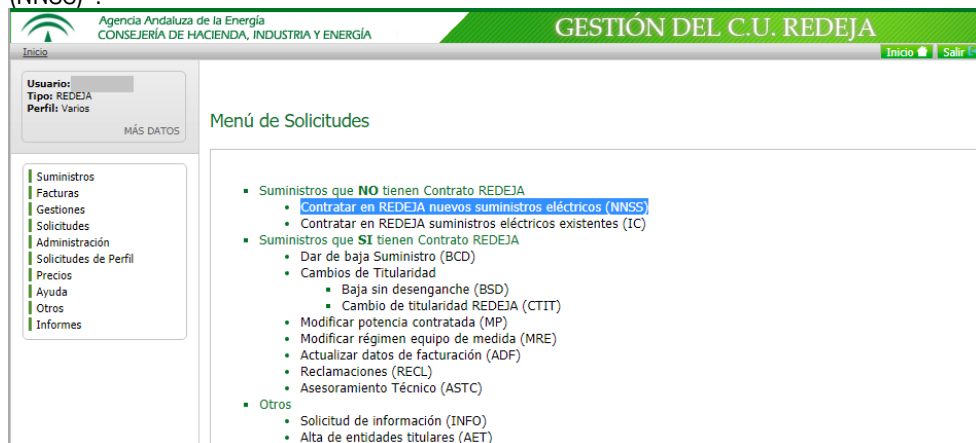 (NNSS)".
Agencia Andaluza de la Energía
CONSEJERÍA DE HACIENDA, INDUSTRIA Y ENERGÍA
GESTIÓN DEL C.U. REDEJA
Inicio
Inicio Salir
Usuario:
Tipo: REDEJA
Perfil: Varios
MÁS DATOS
Menú de Solicitudes
Suministros
Facturas
Gestiones
Solicitudes
Administración
Solicitudes de Perfil
Precios
Ayuda
Otros
Informes
Suministros que NO tienen Contrato REDEJA
Contratar en REDEJA nuevos suministros eléctricos (NNSS)
Contratar en REDEJA suministros eléctricos existentes (IC)
Suministros que SI tienen Contrato REDEJA
Dar de baja Suministro (BCD)
Cambios de Titularidad
Baja sin desenganche (BSD)
Cambio de titularidad REDEJA (CTIT)
Modificar potencia contratada (MP)
Modificar régimen equipo de medida (MRE)
Actualizar datos de facturación (ADF)
Reclamaciones (RECL)
Asesoramiento Técnico (ASTC)
Otros
Solicitud de información (INFO)
Alta de entidades titulares (AET)